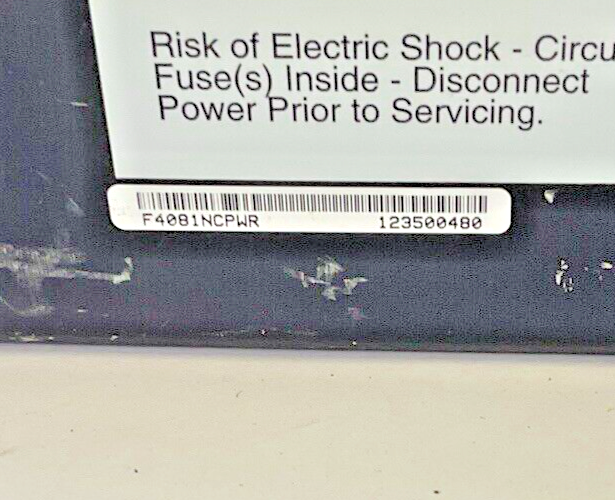 Risk of Electric Shock - Circu
Fuse(s) Inside - Disconnect
Power Prior to Servicing.
F4081NCPWR 123500480